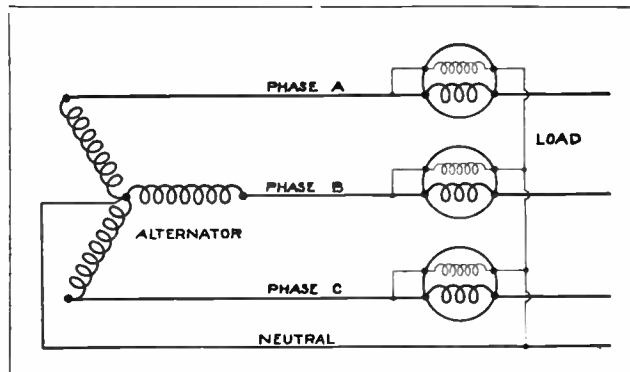 PHASE A
LOAD
PHASE B
ALTERNATOR
PHASE C
NEUTRAL